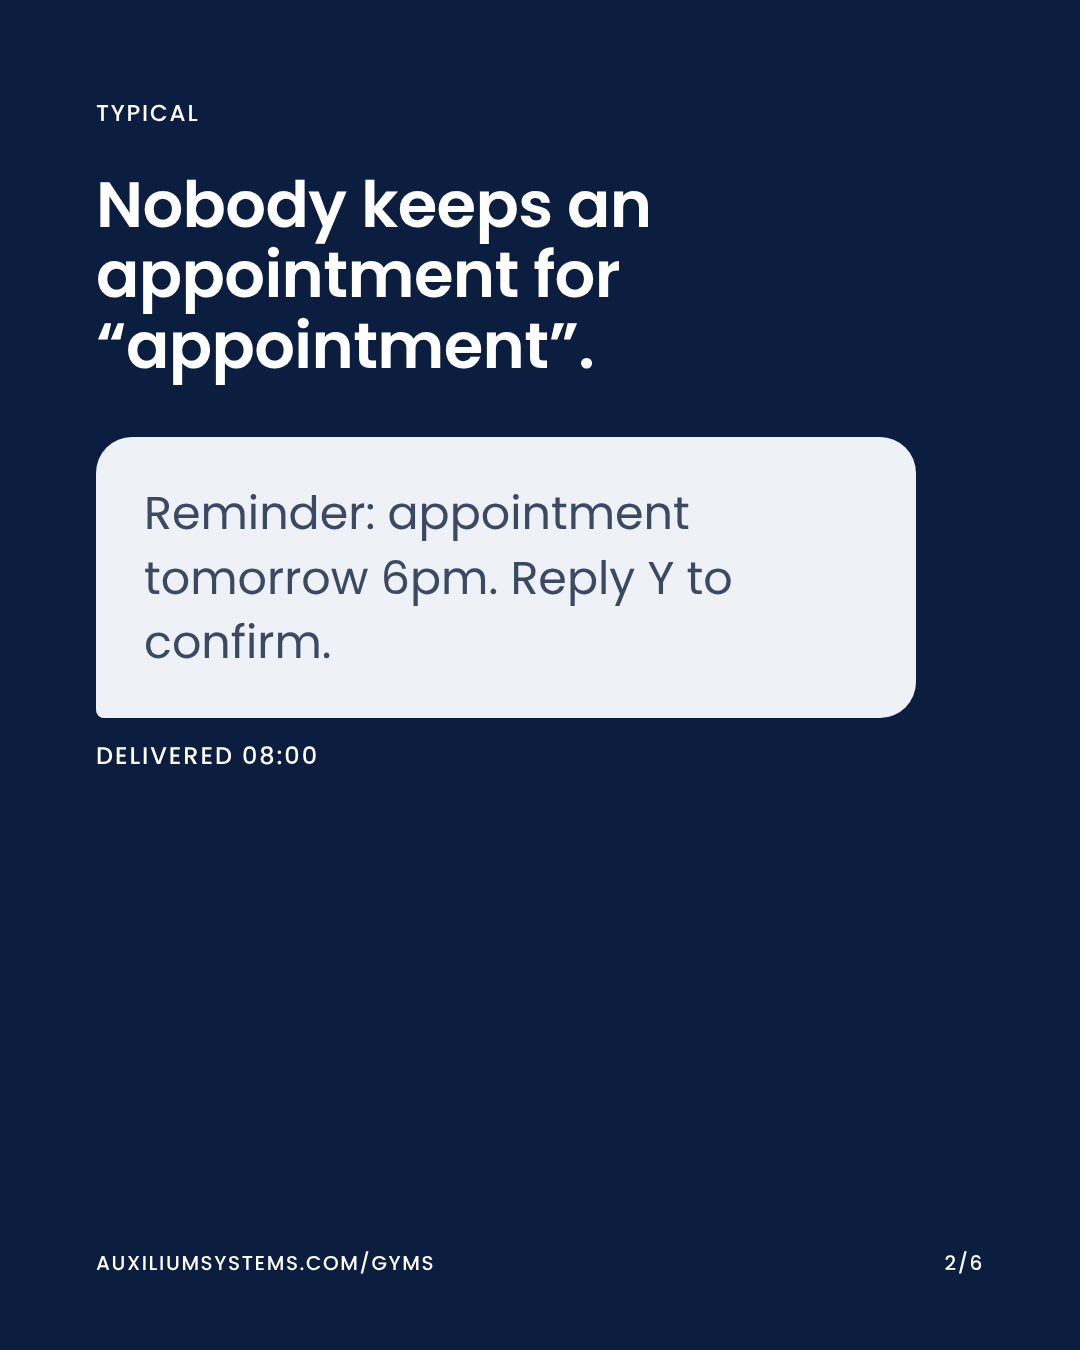 TYPICAL
Nobody keeps an
appointment for
“appointment”.
Reminder: appointment
tomorrow 6pm. Reply Y to
confirm.
DELIVERED 08:00
AUXILIUMSYSTEMS.COM/GYMS
2/6